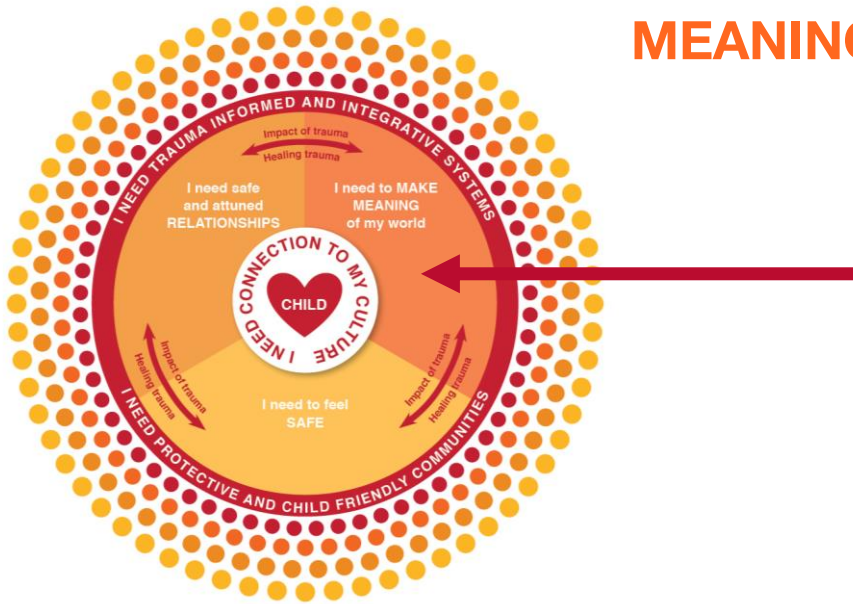 MEANING
I NEED TRAUMA INFORMED AND INTEGRATIVE SYSTEMS
Impact of trauma
Healing trauma
I need safe
and attuned
RELATIONSHIPS
I need to MAKE
MEANING
of my world
I NEED CONNECTION TO MY CULTURE
CHILD
Impact of trauma
Healing trauma
Impact of trauma
Healing trauma
I need to feel
SAFE
I NEED PROTECTIVE AND CHILD FRIENDLY COMMUNITIES